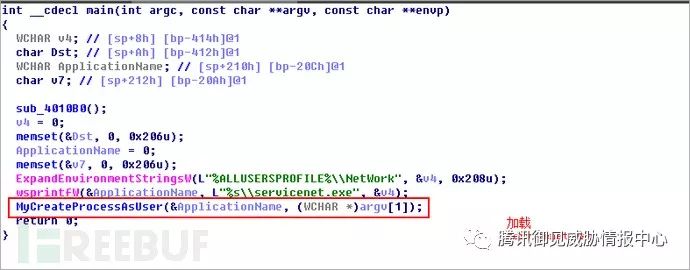 int __cdecl main(int argc, const char **argv, const char **envp)
{
WCHAR v4; // [sp+8h] [bp-414h]@1
char Dst; // [sp+Ah] [bp-412h]@1
WCHAR ApplicationName; // [sp+210h] [bp-20Ch]@1
char v7; // [sp+212h] [bp-20Ah]@1
sub_4010B0();
v4 = 0;
memset(&Dst, 0, 0x206u);
ApplicationName = 0;
memset(&v7, 0, 0x206u);
ExpandEnvironmentStringsW(L"%ALLUSERSPROFILE%\\NetWork", &v4, 0x208u);
wsprintfW(&ApplicationName, L"%s\\servicenet.exe", &v4);
MyCreateProcessAsUser(&ApplicationName, (WCHAR *)argv[1]);
return 0;
}
加载
腾讯御见威胁情报中心
FREEBUF